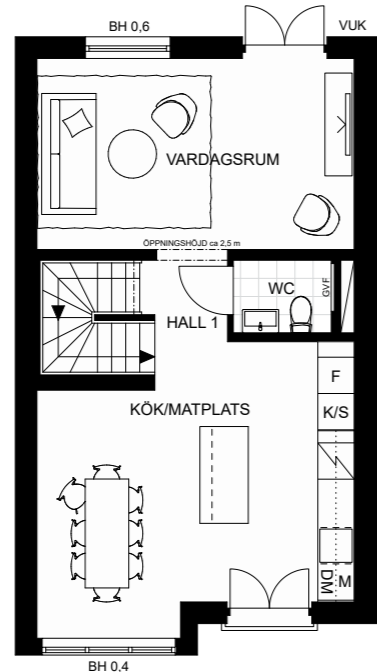 BH 0,6
VUK
VARDAGSRUM
ÖPPNINGSHÖJD ca 2,5 m
WC
GVF
HALL 1
F
KÖK/MATPLATS
K/S
DM
M
BH 0,4